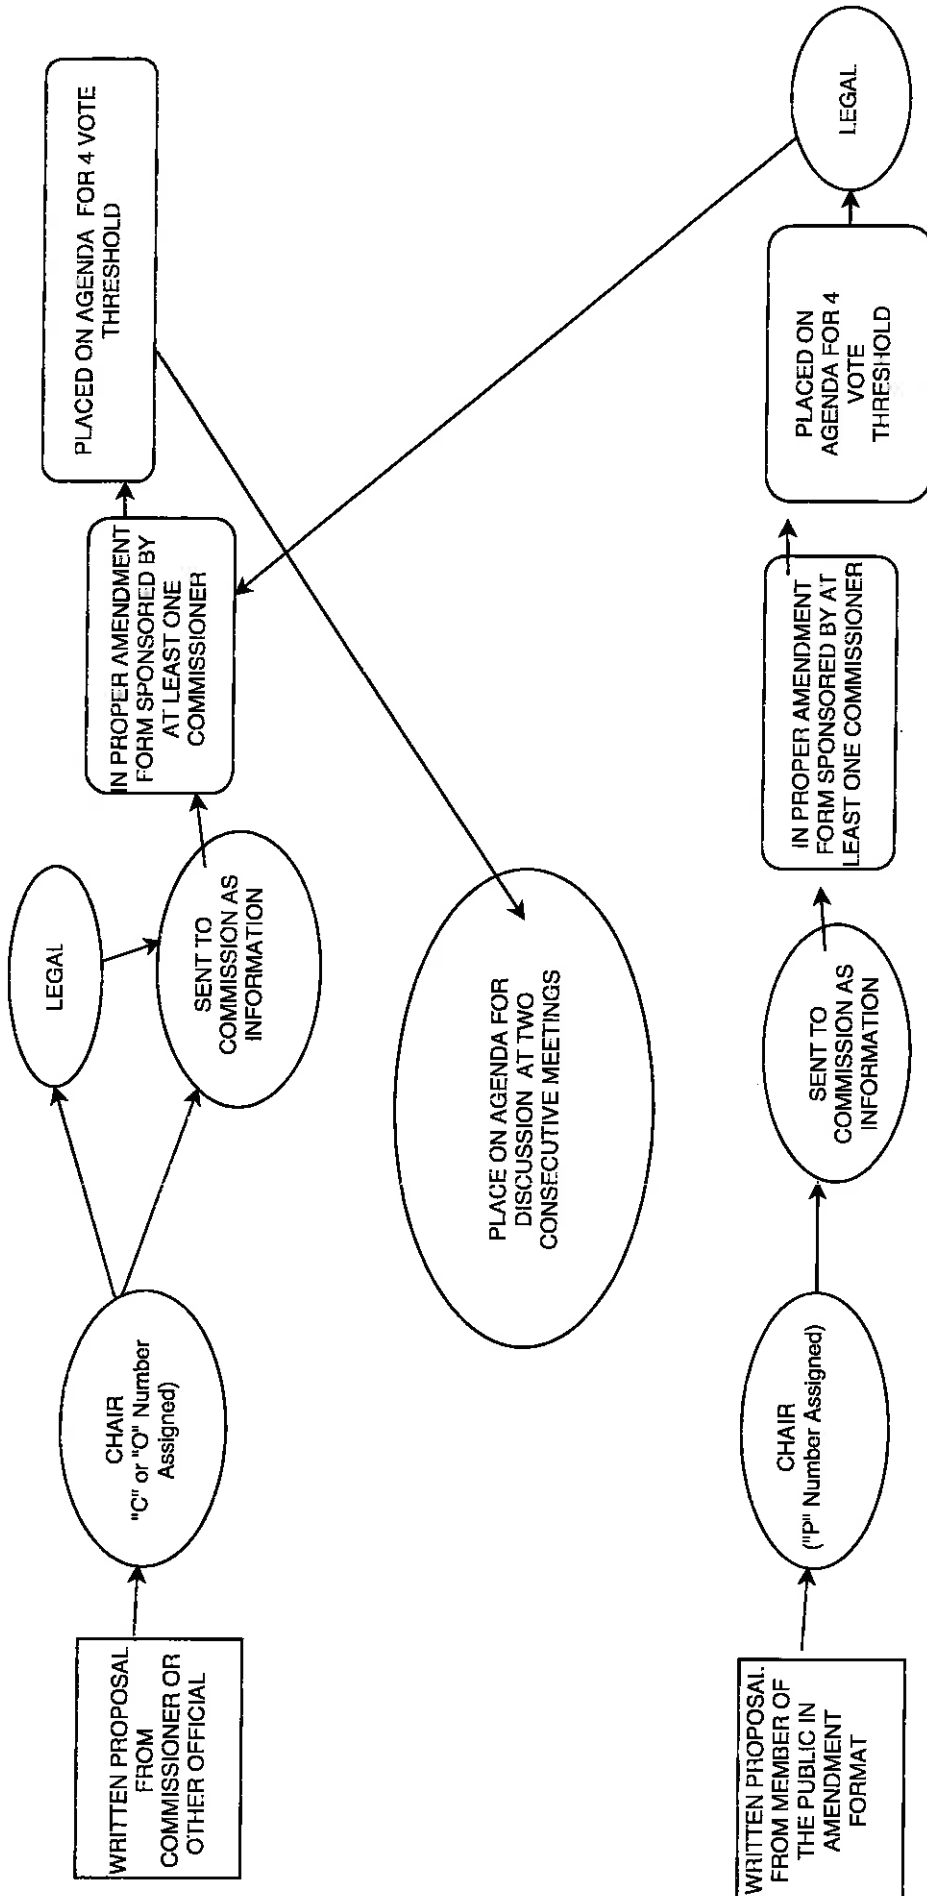 WRITTEN PROPOSAL
FROM
COMMISSIONER OR
OTHER OFFICIAL
CHAIR
"C" or "O" Number
Assigned)
LEGAL
SENT TO
COMMISSION AS
INFORMATION
IN PROPER AMENDMENT
FORM SPONSORED BY
AT LEAST ONE
COMMISSIONER
PLACED ON AGENDA FOR 4 VOTE
THRESHOLD
PLACE ON AGENDA FOR
DISCUSSION AT TWO
CONSECUTIVE MEETINGS
WRITTEN PROPOSAL
FROM MEMBER OF
THE PUBLIC IN
AMENDMENT
FORMAT
CHAIR
("P" Number Assigned)
SENT TO
COMMISSION AS
INFORMATION
IN PROPER AMENDMENT
FORM SPONSORED BY AT
LEAST ONE COMMISSIONER
PLACED ON
AGENDA FOR 4
VOTE
THRESHOLD
LEGAL